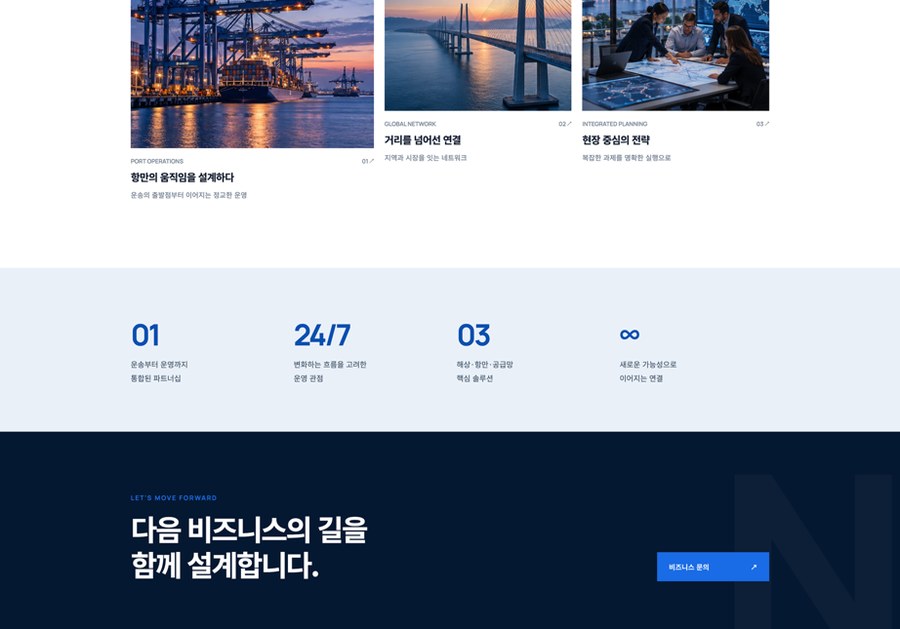 PORT OPERATIONS
01 ↗
항만의 움직임을 설계하다
운송의 출발점부터 이어지는 정교한 운영
GLOBAL NETWORK
02 ↗
거리를 넘어선 연결
지역과 시장을 잇는 네트워크
INTEGRATED PLANNING
03 ↗
현장 중심의 전략
복잡한 과제를 명확한 실행으로
01
운송부터 운영까지
통합된 파트너십
24/7
변화하는 흐름을 고려한
운영 관점
03
해상·항만·공급망
핵심 솔루션
∞
새로운 가능성으로
이어지는 연결
LET'S MOVE FORWARD
다음 비즈니스의 길을
함께 설계합니다.
비즈니스 문의 ↗
N